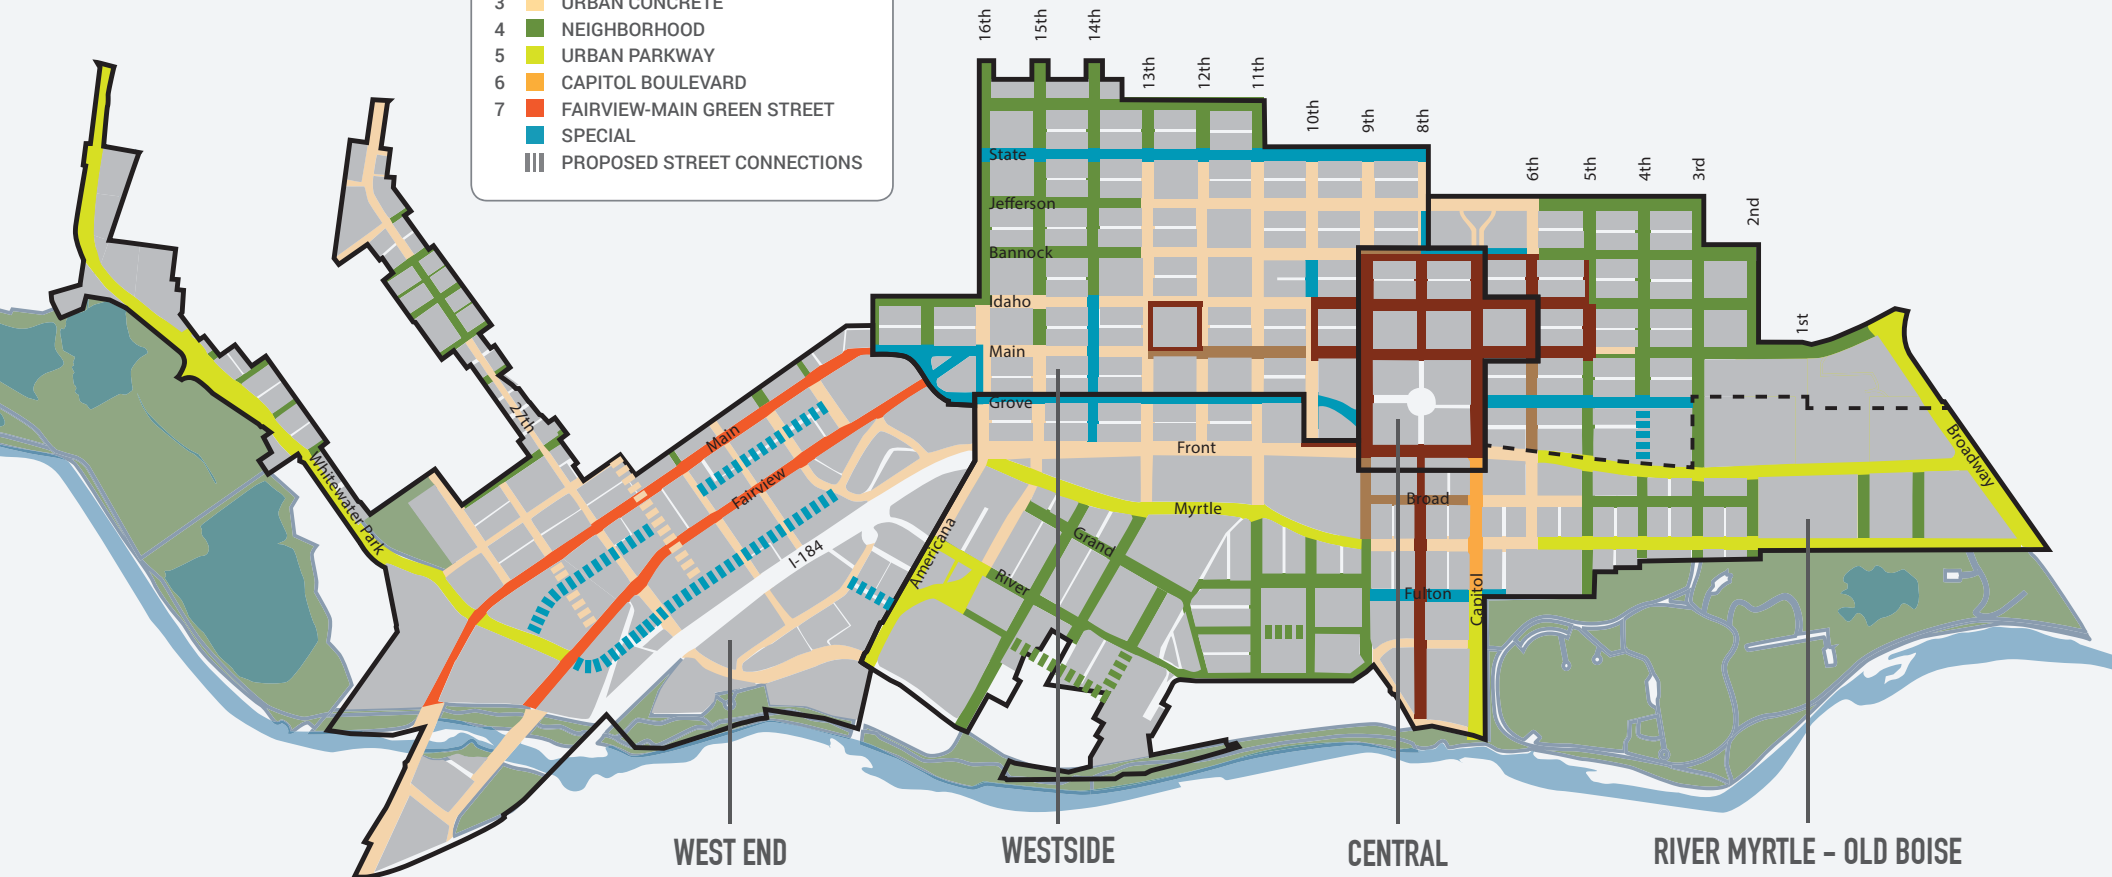 3 URBAN CONCRETE
4 NEIGHBORHOOD
5 URBAN PARKWAY
6 CAPITOL BOULEVARD
7 FAIRVIEW-MAIN GREEN STREET
SPECIAL
PROPOSED STREET CONNECTIONS
16th
15th
14th
13th
12th
11th
10th
9th
8th
6th
5th
4th
3rd
2nd
1st
State
Jefferson
Bannock
Idaho
Main
Grove
Front
Myrtle
Broad
Fulton
Capitol
Broadway
Grand
River
Americana
I-184
Main
Fairview
27th
Whitewater Park
WEST END
WESTSIDE
CENTRAL
RIVER MYRTLE – OLD BOISE